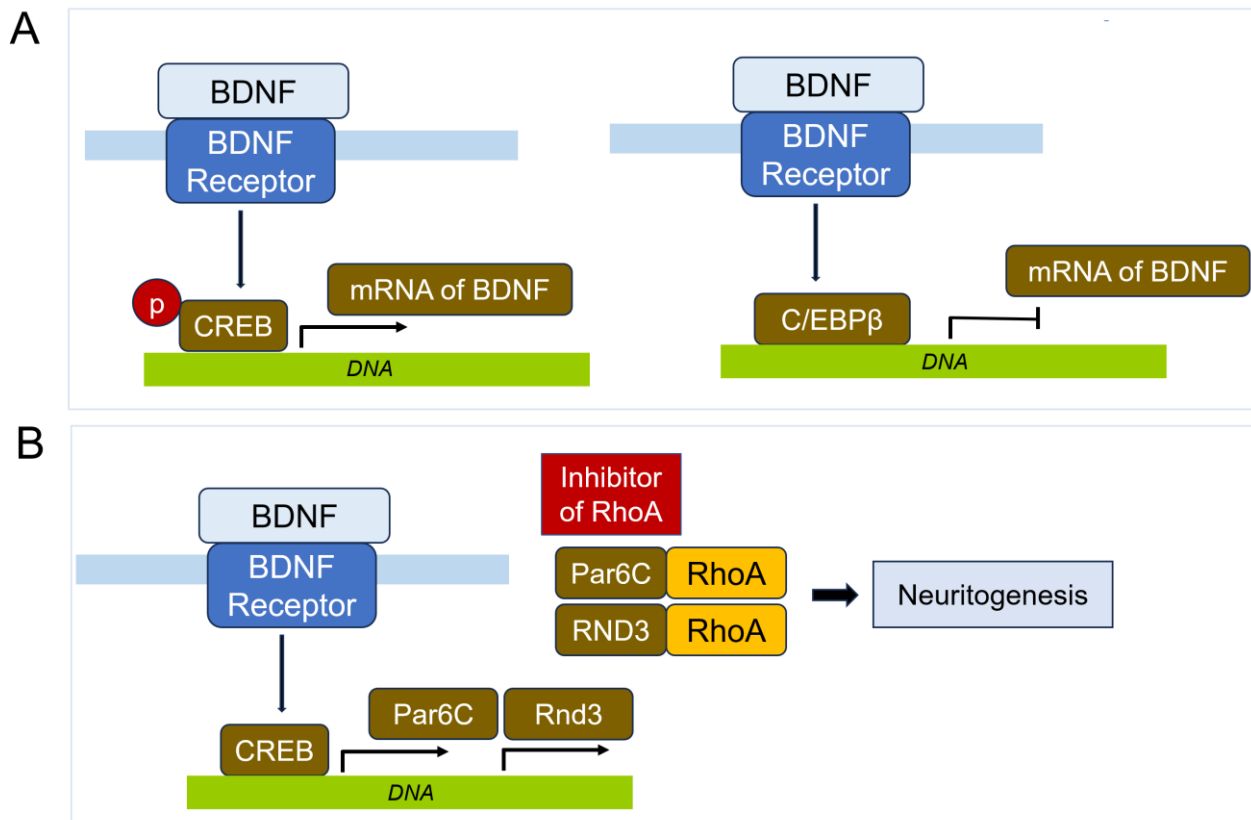 A
BDNF
BDNF
Receptor
p
CREB
mRNA of BDNF
DNA
BDNF
BDNF
Receptor
C/EBPβ
mRNA of BDNF
DNA
B
BDNF
BDNF
Receptor
CREB
Par6C
Rnd3
DNA
Inhibitor
of RhoA
Par6C
RhoA
RND3
RhoA
Neuritogenesis